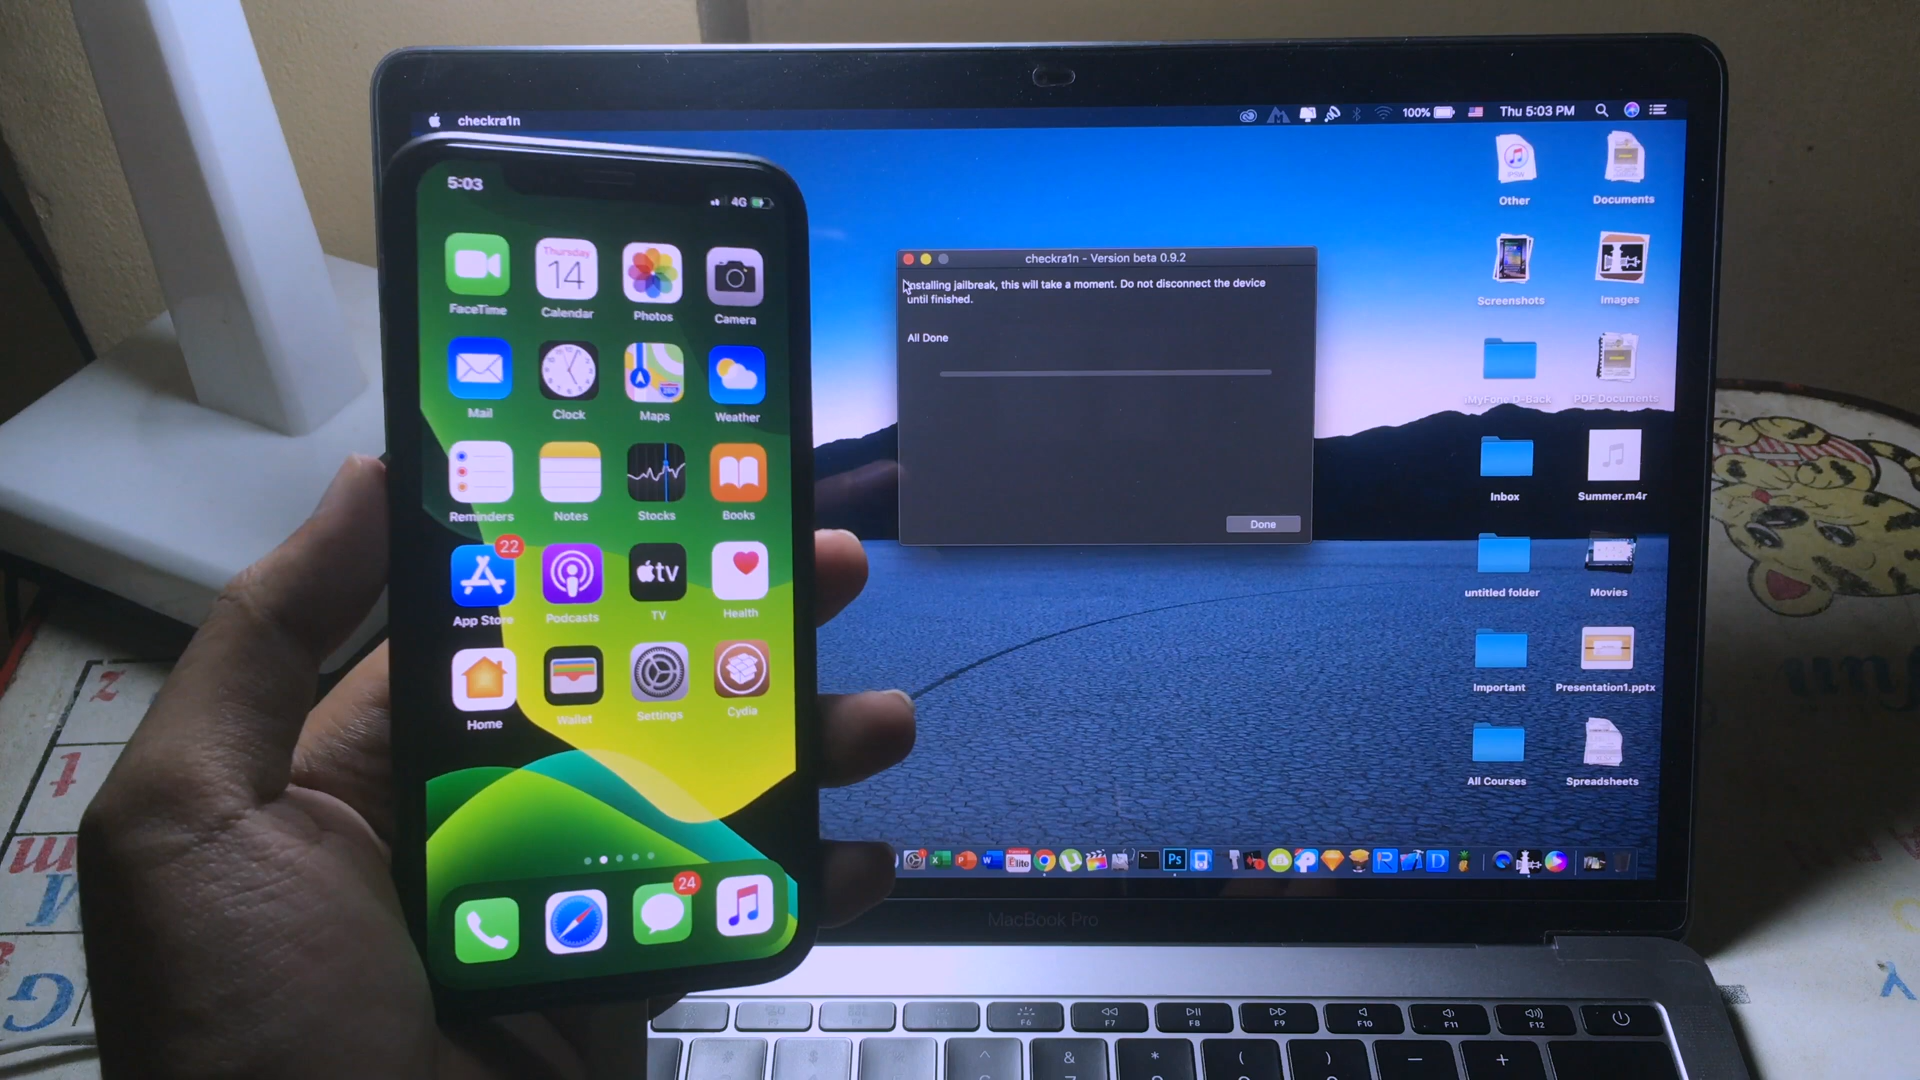 checkra1n
100%
Thu 5:03 PM
5:03
4G
FaceTime
Thursday
14
Calendar
Photos
Camera
Mail
Clock
Maps
Weather
Reminders
Notes
Stocks
Books
22
App Store
Podcasts
tv
TV
Health
Home
Wallet
Settings
Cydia
24
checkra1n - Version beta 0.9.2
Installing jailbreak, this will take a moment. Do not disconnect the device
until finished.
All Done
Done
Other
Documents
Screenshots
Images
iMyFone D-Back
PDF Documents
Inbox
Summer.m4r
untitled folder
Movies
Important
Presentation1.pptx
All Courses
Spreadsheets
Elite
Ps
MacBook Pro
F6
F7
F8
F9
F10
F11
F12
^
&
*
(
)
—
+
z
t
m
G
fun